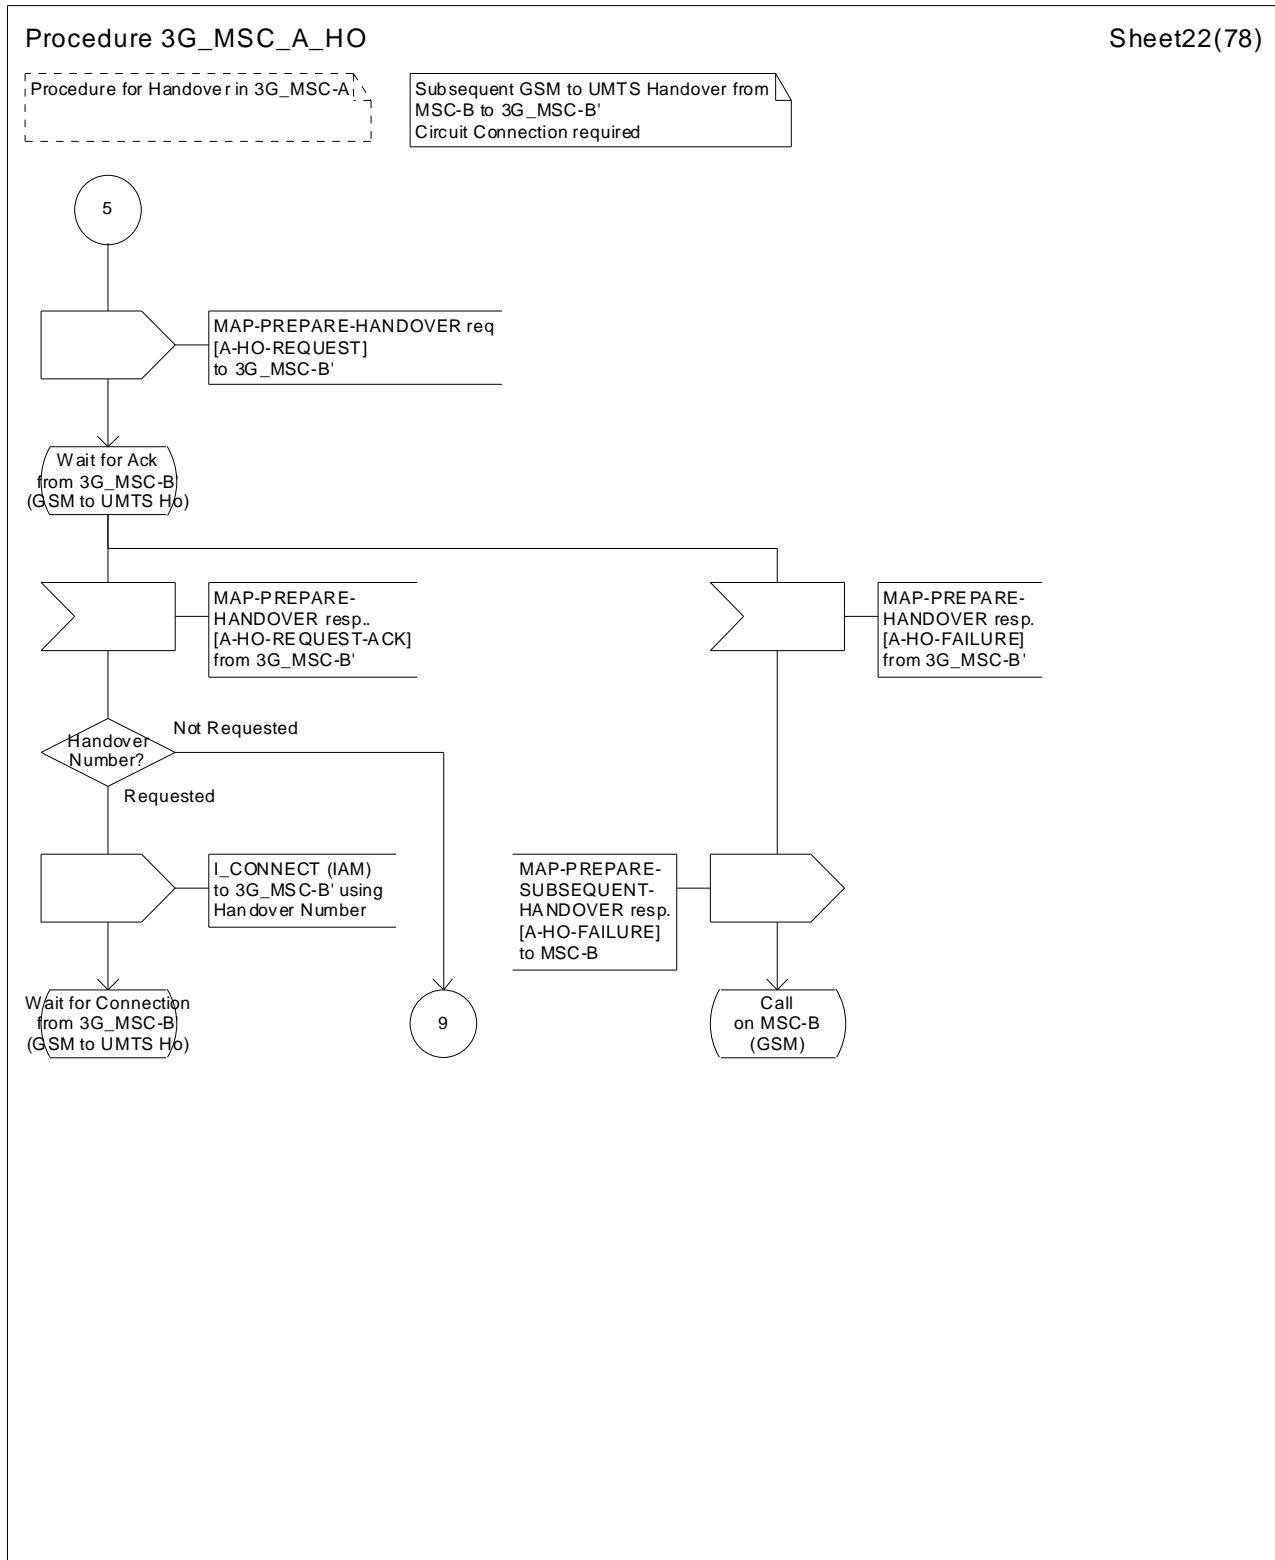 Procedure 3G_MSC_A_HO
Sheet22(78)
Procedure for Handover in 3G_MSC-A
Subsequent GSM to UMTS Handover from
MSC-B to 3G_MSC-B'
Circuit Connection required
5
MAP-PREPARE-HANDOVER req
[A-HO-REQUEST]
to 3G_MSC-B'
Wait for Ack
from 3G_MSC-B'
(GSM to UMTS Ho)
MAP-PREPARE-
HANDOVER resp..
[A-HO-REQUEST-ACK]
from 3G_MSC-B'
MAP-PREPARE-
HANDOVER resp.
[A-HO-FAILURE]
from 3G_MSC-B'
Handover
Number?
Not Requested
Requested
I_CONNECT (IAM)
to 3G_MSC-B' using
Handover Number
MAP-PREPARE-
SUBSEQUENT-
HANDOVER resp.
[A-HO-FAILURE]
to MSC-B
Wait for Connection
from 3G_MSC-B'
(GSM to UMTS Ho)
9
Call
on MSC-B
(GSM)